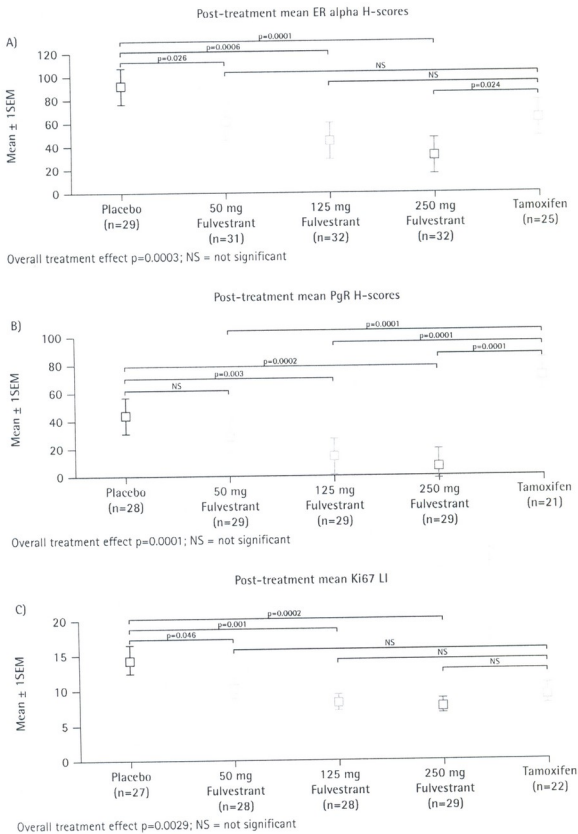 Post-treatment mean ER alpha H-scores
A)
p=0.0001
p=0.0006
p=0.026
NS
NS
p=0.024
Mean ± 1SEM
120
100
80
60
40
20
0
Placebo
(n=29)
50 mg
Fulvestrant
(n=31)
125 mg
Fulvestrant
(n=32)
250 mg
Fulvestrant
(n=32)
Tamoxifen
(n=25)
Overall treatment effect p=0.0003; NS = not significant
Post-treatment mean PgR H-scores
B)
p=0.0001
p=0.0001
p=0.0001
p=0.0002
p=0.003
NS
Mean ± 1SEM
100
80
60
40
20
0
Placebo
(n=28)
50 mg
Fulvestrant
(n=29)
125 mg
Fulvestrant
(n=29)
250 mg
Fulvestrant
(n=29)
Tamoxifen
(n=21)
Overall treatment effect p=0.0001; NS = not significant
Post-treatment mean Ki67 LI
C)
p=0.0002
p=0.001
p=0.046
NS
NS
NS
Mean ± 1SEM
20
15
10
5
0
Placebo
(n=27)
50 mg
Fulvestrant
(n=28)
125 mg
Fulvestrant
(n=28)
250 mg
Fulvestrant
(n=29)
Tamoxifen
(n=22)
Overall treatment effect p=0.0029; NS = not significant